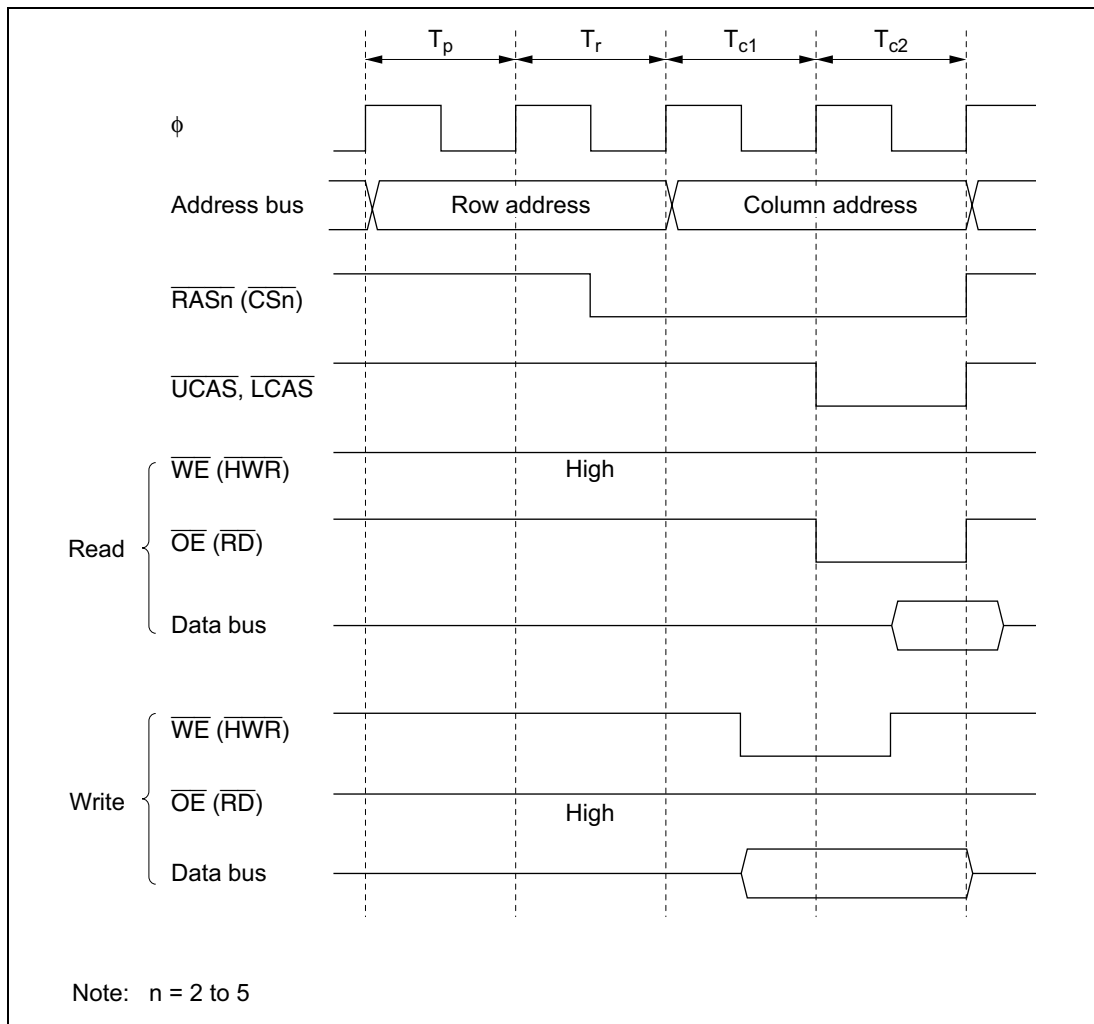 Tp Tr Tc1 Tc2
φ
Address bus Row address Column address
RASn (CSn)
UCAS, LCAS
WE (HWR) High
Read OE (RD)
Data bus
WE (HWR)
Write OE (RD) High
Data bus
Note: n = 2 to 5